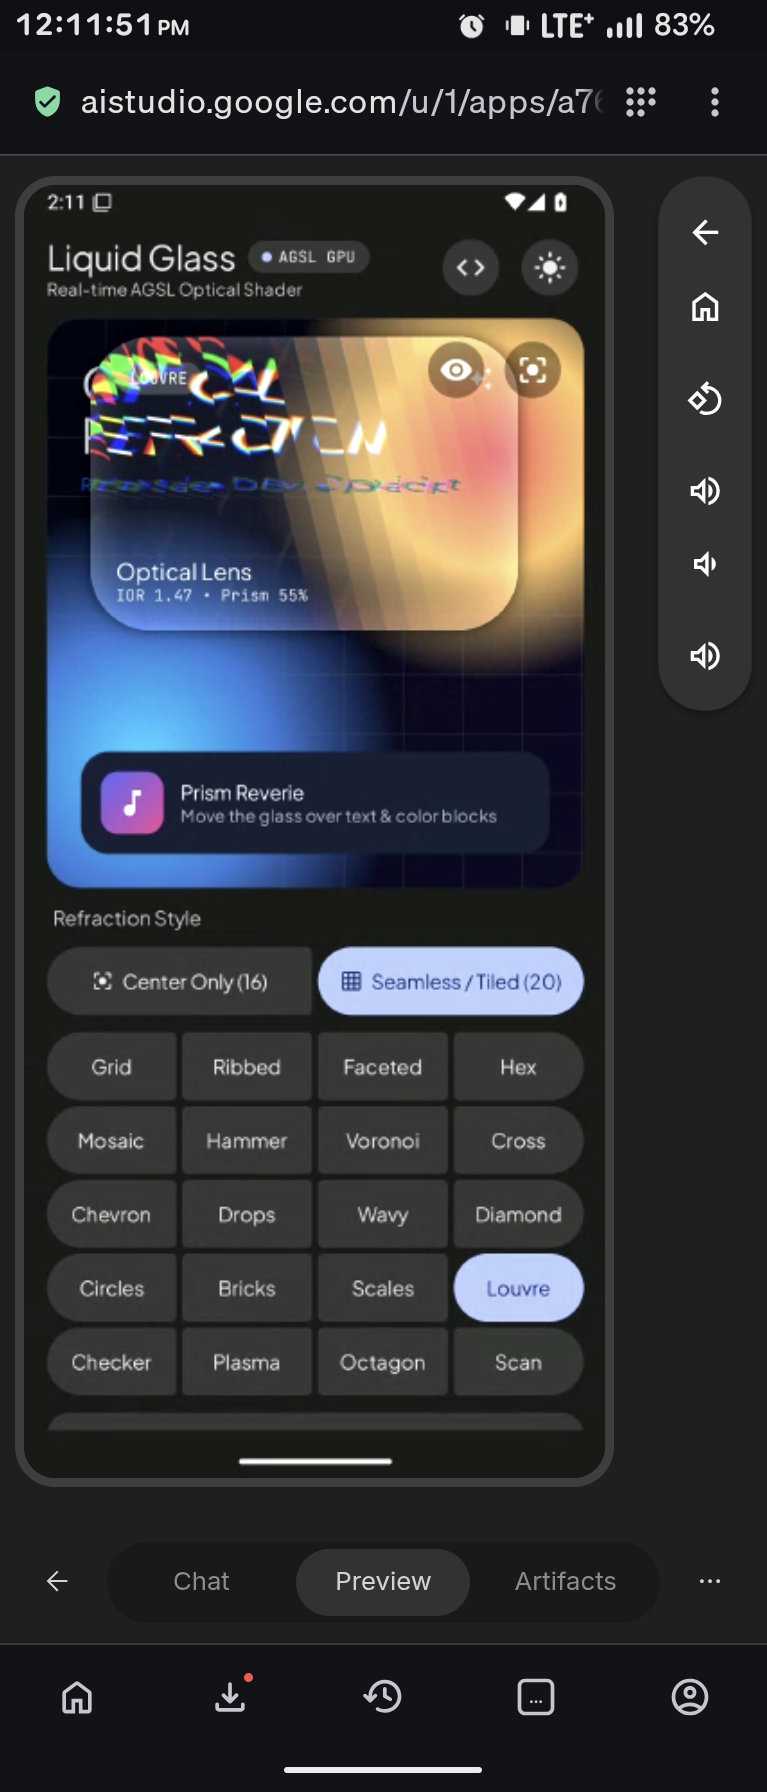 12:11:51 PM LTE+ 83%
aistudio.google.com/u/1/apps/a76
2:11
Liquid Glass AGSL GPU
Real-time AGSL Optical Shader
LOUVRE
Optical Lens
IOR 1.47 • Prism 55%
Prism Reverie
Move the glass over text & color blocks
Refraction Style
Center Only (16) Seamless / Tiled (20)
Grid Ribbed Faceted Hex
Mosaic Hammer Voronoi Cross
Chevron Drops Wavy Diamond
Circles Bricks Scales Louvre
Checker Plasma Octagon Scan
Chat Preview Artifacts